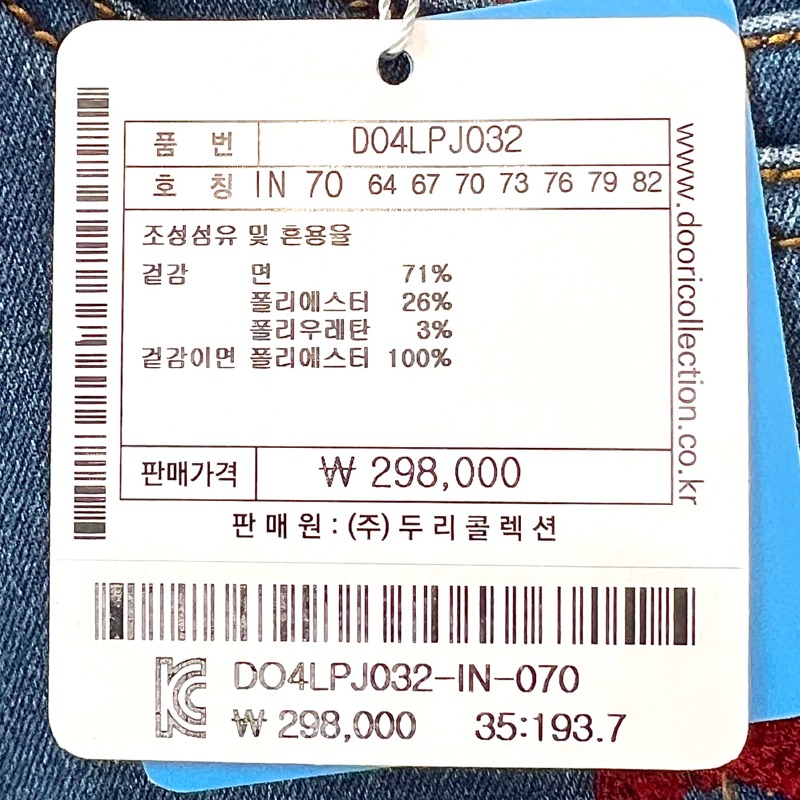 품 번 DO4LPJ032
호 칭 IN 70 64 67 70 73 76 79 82
조성섬유 및 혼용율
겉감 면 71%
폴리에스터 26%
폴리우레탄 3%
겉감이면 폴리에스터 100%
판매가격 ₩ 298,000
판 매 원 : (주) 두 리 콜 렉 션
www.dooricollection.co.kr
DO4LPJ032-IN-070
₩ 298,000 35:193.7